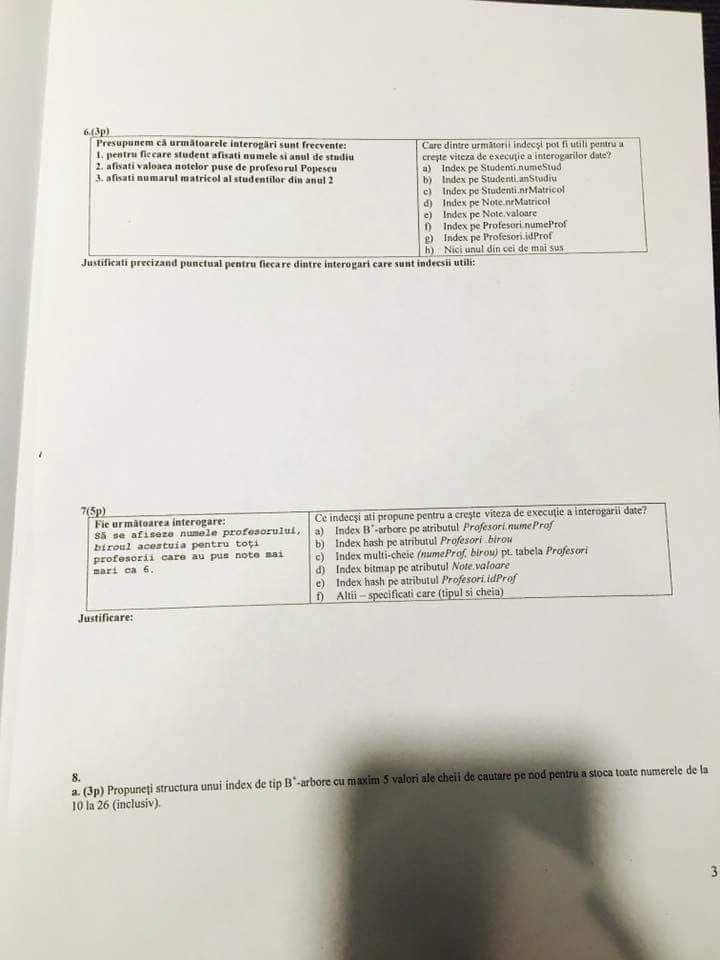 6.(3p)
Presupunem că următoarele interogări sunt frecvente:
1. pentru fiecare student afisati numele si anul de studiu
2. afisati valoaea notelor puse de profesorul Popescu
3. afisati numarul matricol al studentilor din anul 2
Care dintre următorii indecşi pot fi utili pentru a
creşte viteza de execuţie a interogarilor date?
a) Index pe Studenti.numeStud
b) Index pe Studenti.anStudiu
c) Index pe Studenti.nrMatricol
d) Index pe Note.nrMatricol
e) Index pe Note.valoare
f) Index pe Profesori.numeProf
g) Index pe Profesori.idProf
h) Nici unul din cei de mai sus
Justificati precizand punctual pentru fiecare dintre interogari care sunt indecsii utili:
7(5p)
Fie următoarea interogare:
Să se afiseze numele profesorului,
biroul acestuia pentru toţi
profesorii care au pus note mai
mari ca 6.
Ce indecşi ati propune pentru a creşte viteza de execuţie a interogarii date?
a) Index B+-arbore pe atributul Profesori.numeProf
b) Index hash pe atributul Profesori.birou
c) Index multi-cheie (numeProf, birou) pt. tabela Profesori
d) Index bitmap pe atributul Note.valoare
e) Index hash pe atributul Profesori.idProf
f) Altii – specificati care (tipul si cheia)
Justificare:
8.
a. (3p) Propuneţi structura unui index de tip B+-arbore cu maxim 5 valori ale cheii de cautare pe nod pentru a stoca toate numerele de la
10 la 26 (inclusiv).
3